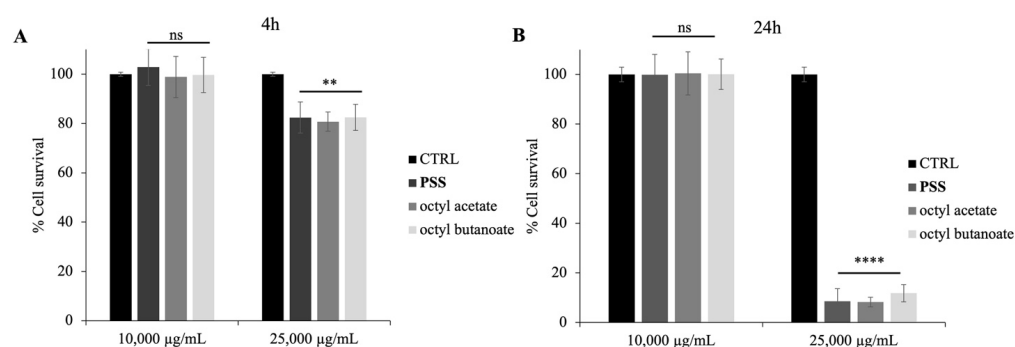 A
4h
ns
**
% Cell survival
100
80
60
40
20
0
10,000 µg/mL
25,000 µg/mL
CTRL
PSS
octyl acetate
octyl butanoate
B
24h
ns
****
% Cell survival
100
80
60
40
20
0
10,000 µg/mL
25,000 µg/mL
CTRL
PSS
octyl acetate
octyl butanoate